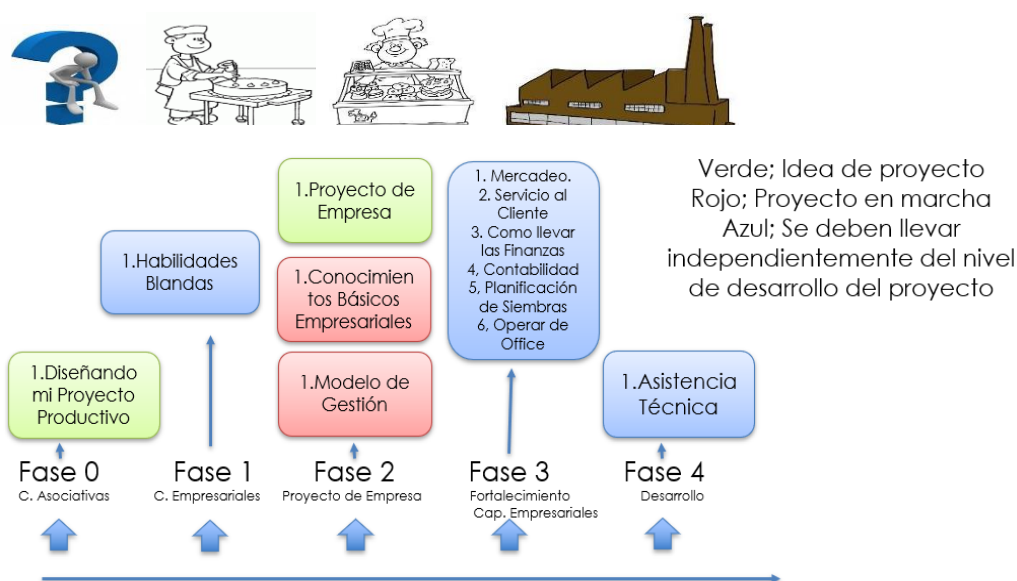 1.Diseñando
mi Proyecto
Productivo
1.Habilidades
Blandas
1.Proyecto de
Empresa
1.Conocimien
tos Básicos
Empresariales
1.Modelo de
Gestión
1. Mercadeo.
2. Servicio al
Cliente
3. Como llevar
las Finanzas
4, Contabilidad
5, Planificación
de Siembras
6, Operar de
Office
1.Asistencia
Técnica
Verde; Idea de proyecto
Rojo; Proyecto en marcha
Azul; Se deben llevar
independientemente del nivel
de desarrollo del proyecto
Fase 0
C. Asociativas
Fase 1
C. Empresariales
Fase 2
Proyecto de Empresa
Fase 3
Fortalecimiento
Cap. Empresariales
Fase 4
Desarrollo